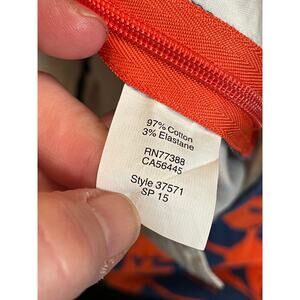 97% Cotton
3% Elastane
RN77388
CA56445
Style 37571
SP 15